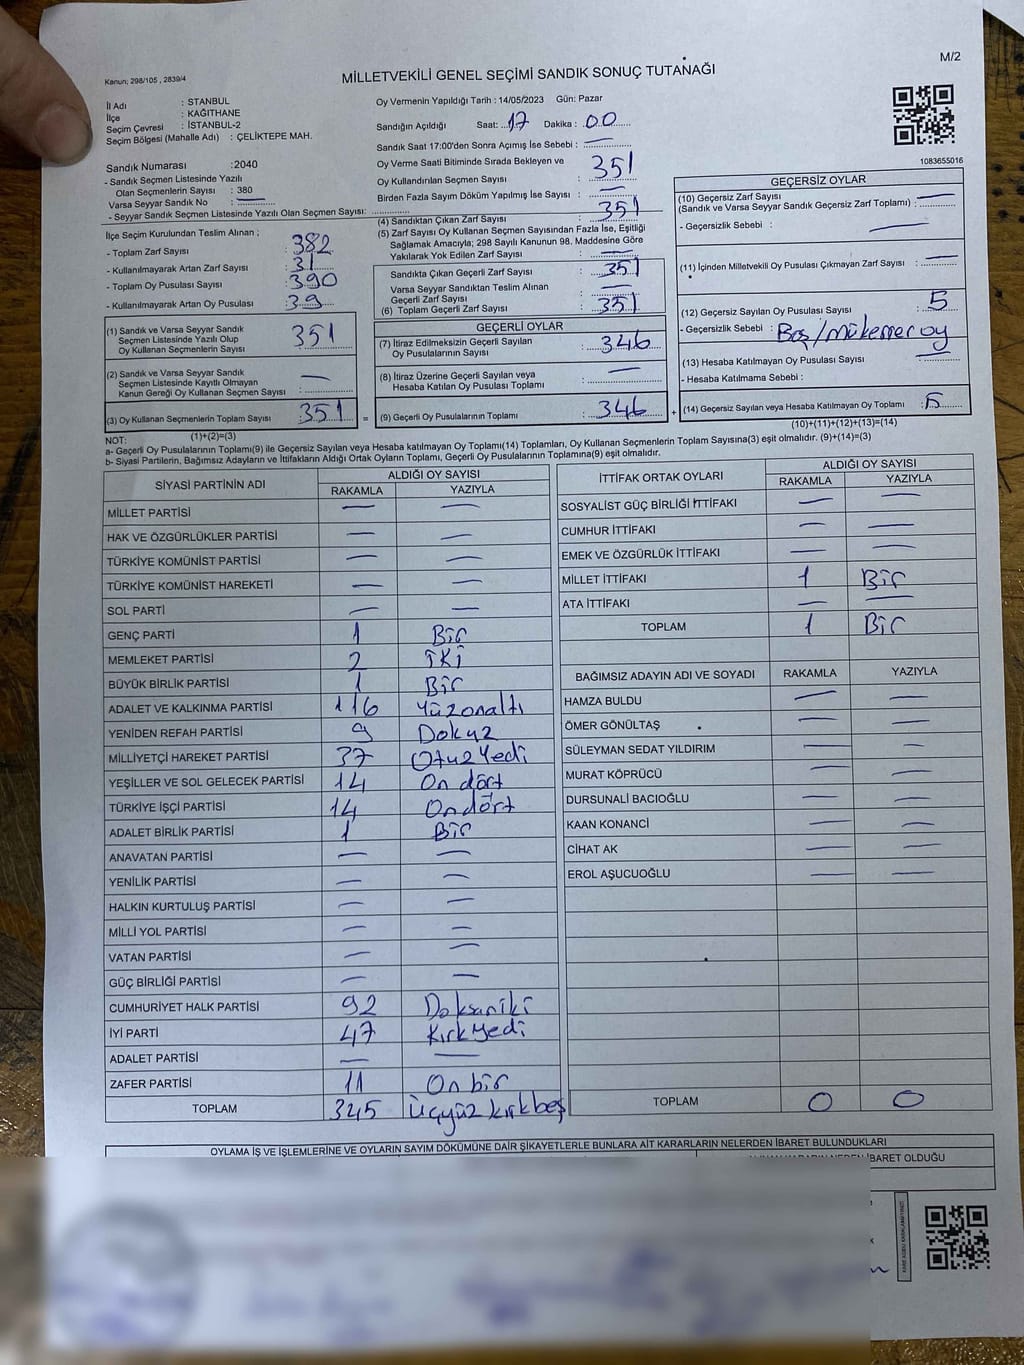 M/2
Kanun; 298/105 , 2839/4
MİLLETVEKİLİ GENEL SEÇİMİ SANDIK SONUÇ TUTANAĞI
İl Adı : STANBUL
İlçe : KAĞITHANE
Seçim Çevresi : İSTANBUL-2
Seçim Bölgesi (Mahalle Adı) : ÇELİKTEPE MAH.
Sandık Numarası :2040
- Sandık Seçmen Listesinde Yazılı
Olan Seçmenlerin Sayısı : 380
Varsa Seyyar Sandık No :
- Seyyar Sandık Seçmen Listesinde Yazılı Olan Seçmen Sayısı:
İlçe Seçim Kurulundan Teslim Alınan ;
- Toplam Zarf Sayısı : 382
- Kullanılmayarak Artan Zarf Sayısı : 31
- Toplam Oy Pusulası Sayısı : 390
- Kullanılmayarak Artan Oy Pusulası : 39
(1) Sandık ve Varsa Seyyar Sandık
Seçmen Listesinde Yazılı Olup
Oy Kullanan Seçmenlerin Sayısı : 351
(2) Sandık ve Varsa Seyyar Sandık
Seçmen Listesinde Kayıtlı Olmayan
Kanun Gereği Oy Kullanan Seçmen Sayısı : —
(3) Oy Kullanan Seçmenlerin Toplam Sayısı : 351 =
(1)+(2)=(3)
Oy Vermenin Yapıldığı Tarih : 14/05/2023 Gün: Pazar
Sandığın Açıldığı Saat: 17 Dakika : 00
Sandık Saat 17:00'den Sonra Açımış İse Sebebi : —
Oy Verme Saati Bitiminde Sırada Bekleyen ve
Oy Kullandırılan Seçmen Sayısı : 351
Birden Fazla Sayım Döküm Yapılmış İse Sayısı : —
(4) Sandıktan Çıkan Zarf Sayısı : 351
(5) Zarf Sayısı Oy Kullanan Seçmen Sayısından Fazla İse, Eşitliği
Sağlamak Amacıyla; 298 Sayılı Kanunun 98. Maddesine Göre
Yakılarak Yok Edilen Zarf Sayısı : —
Sandıkta Çıkan Geçerli Zarf Sayısı : 351
Varsa Seyyar Sandıktan Teslim Alınan
Geçerli Zarf Sayısı : —
(6) Toplam Geçerli Zarf Sayısı : 351
GEÇERLİ OYLAR
(7) İtiraz Edilmeksizin Geçerli Sayılan
Oy Pusulalarının Sayısı : 346
(8) İtiraz Üzerine Geçerli Sayılan veya
Hesaba Katılan Oy Pusulası Toplamı : —
(9) Geçerli Oy Pusulalarının Toplamı : 346 +
1083655016
GEÇERSİZ OYLAR
(10) Geçersiz Zarf Sayısı
(Sandık ve Varsa Seyyar Sandık Geçersiz Zarf Toplamı) : —
- Geçersizlik Sebebi : —
(11) İçinden Milletvekili Oy Pusulası Çıkmayan Zarf Sayısı : —
(12) Geçersiz Sayılan Oy Pusulası Sayısı : 5
- Geçersizlik Sebebi : Boş/mükerrer oy
(13) Hesaba Katılmayan Oy Pusulası Sayısı —
- Hesaba Katılmama Sebebi :
(14) Geçersiz Sayılan veya Hesaba Katılmayan Oy Toplamı : 5
(10)+(11)+(12)+(13)=(14)
NOT:
a- Geçerli Oy Pusulalarının Toplamı(9) ile Geçersiz Sayılan veya Hesaba katılmayan Oy Toplamı(14) Toplamları, Oy Kullanan Seçmenlerin Toplam Sayısına(3) eşit olmalıdır. (9)+(14)=(3)
b- Siyasi Partilerin, Bağımsız Adayların ve İttifakların Aldığı Ortak Oyların Toplamı, Geçerli Oy Pusulalarının Toplamına(9) eşit olmalıdır.
SİYASİ PARTİNİN ADI ALDIĞI OY SAYISI
RAKAMLA YAZIYLA
MİLLET PARTİSİ — —
HAK VE ÖZGÜRLÜKLER PARTİSİ — —
TÜRKİYE KOMÜNİST PARTİSİ — —
TÜRKİYE KOMÜNİST HAREKETİ — —
SOL PARTİ — —
GENÇ PARTİ 1 Bir
MEMLEKET PARTİSİ 2 İKİ
BÜYÜK BİRLİK PARTİSİ 1 Bir
ADALET VE KALKINMA PARTİSİ 116 Yüzonaltı
YENİDEN REFAH PARTİSİ 9 Dokuz
MİLLİYETÇİ HAREKET PARTİSİ 37 OtuzYedi
YEŞİLLER VE SOL GELECEK PARTİSİ 14 On dört
TÜRKİYE İŞÇİ PARTİSİ 14 Ondört
ADALET BİRLİK PARTİSİ 1 Bir
ANAVATAN PARTİSİ — —
YENİLİK PARTİSİ — —
HALKIN KURTULUŞ PARTİSİ — —
MİLLİ YOL PARTİSİ — —
VATAN PARTİSİ — —
GÜÇ BİRLİĞİ PARTİSİ — —
CUMHURİYET HALK PARTİSİ 92 Doksaniki
İYİ PARTİ 47 KırkYedi
ADALET PARTİSİ — —
ZAFER PARTİSİ 11 On bir
TOPLAM 345 Üçyüz kırkbeş
İTTİFAK ORTAK OYLARI ALDIĞI OY SAYISI
RAKAMLA YAZIYLA
SOSYALİST GÜÇ BİRLİĞİ İTTİFAKI — —
CUMHUR İTTİFAKI — —
EMEK VE ÖZGÜRLÜK İTTİFAKI — —
MİLLET İTTİFAKI 1 Bir
ATA İTTİFAKI — —
TOPLAM 1 Bir
BAĞIMSIZ ADAYIN ADI VE SOYADI RAKAMLA YAZIYLA
HAMZA BULDU — —
ÖMER GÖNÜLTAŞ — —
SÜLEYMAN SEDAT YILDIRIM — —
MURAT KÖPRÜCÜ — —
DURSUNALİ BACIOĞLU — —
KAAN KONANCİ — —
CİHAT AK — —
EROL AŞUCUOĞLU — —
TOPLAM 0 0
OYLAMA İŞ VE İŞLEMLERİNE VE OYLARIN SAYIM DÖKÜMÜNE DAİR ŞİKAYETLERLE BUNLARA AİT KARARLARIN NELERDEN İBARET BULUNDUKLARI
İBARET OLDUĞU